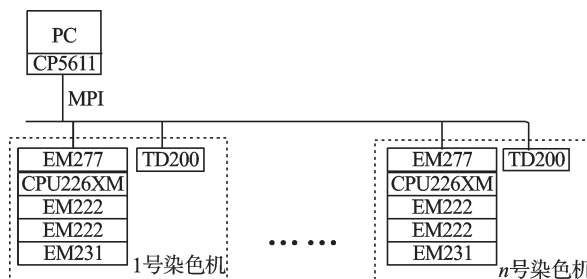 PC
CP5611
MPI
EM277
TD200
CPU226XM
EM222
EM222
EM231
1号染色机
……
EM277
TD200
CPU226XM
EM222
EM222
EM231
n号染色机